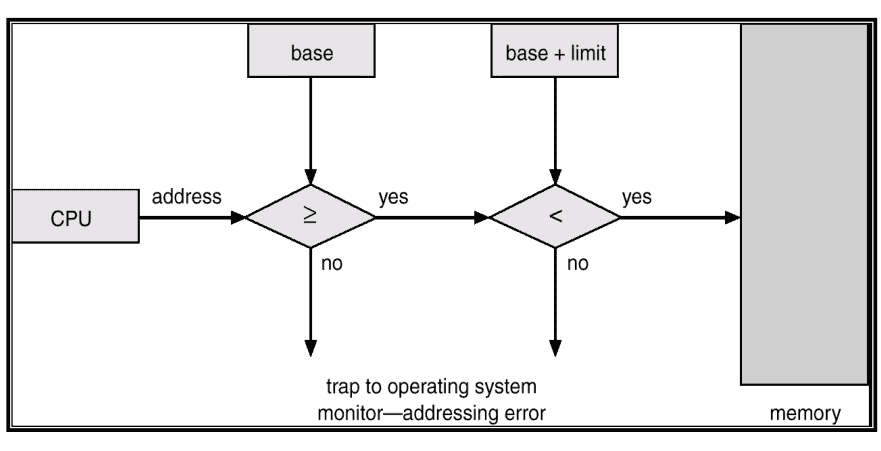 base
base + limit
address
yes
yes
CPU
≥
<
no
no
trap to operating system
monitor—addressing error
memory